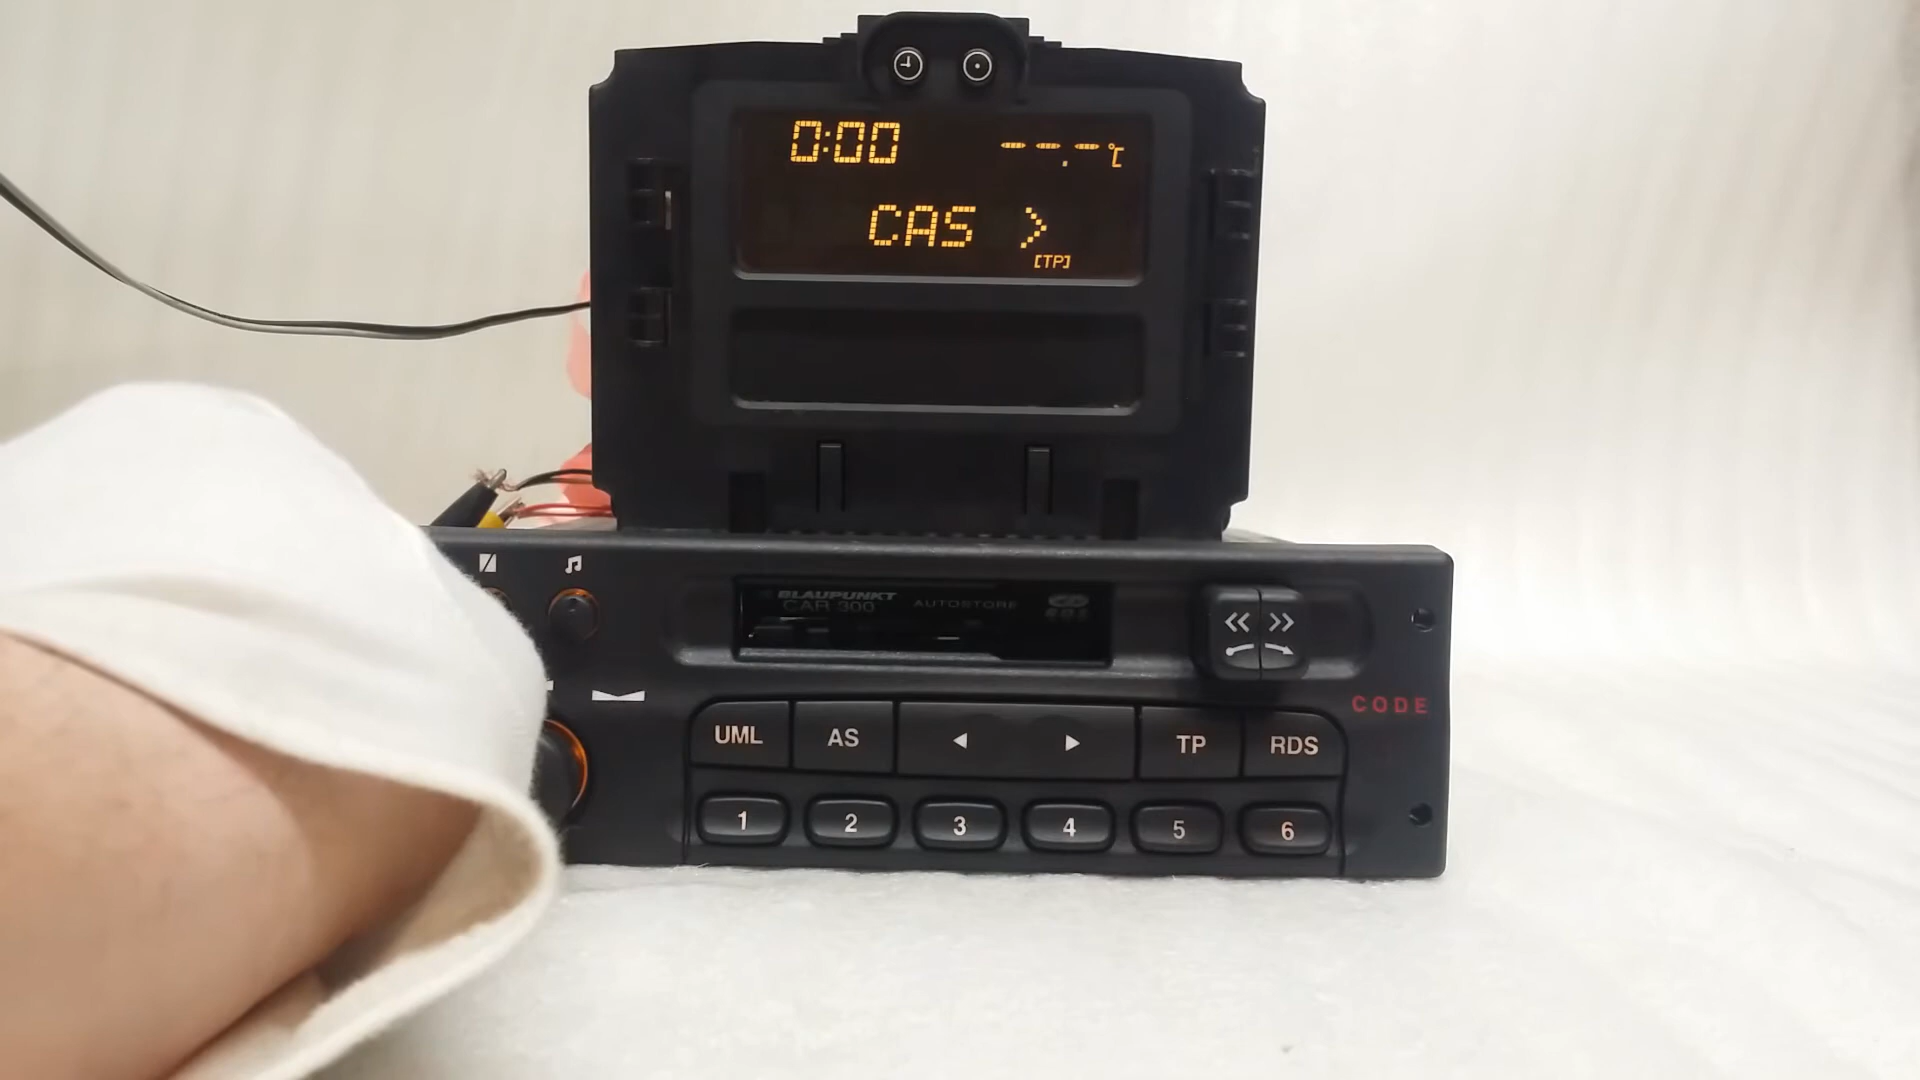 0:00 --.-°C
CAS >
[TP]
BLAUPUNKT
CAR 300 AUTOSTORE
RDS
CODE
UML AS TP RDS
1 2 3 4 5 6